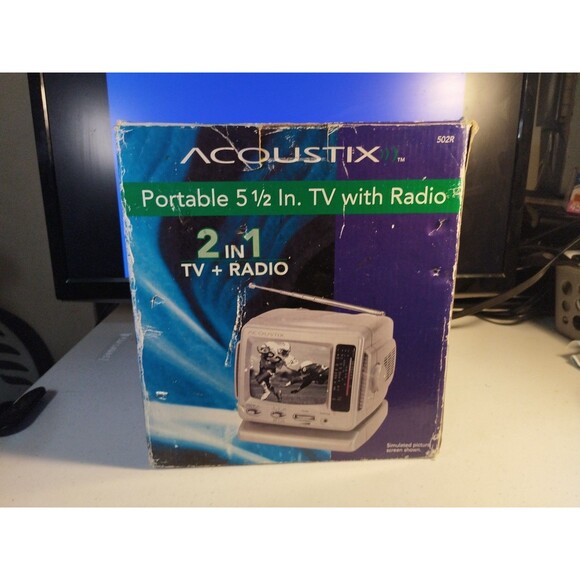 502R
ACOUSTIX™
Portable 5 1/2 In. TV with Radio
2 IN 1
TV + RADIO
ACOUSTIX
Simulated picture
screen shown.